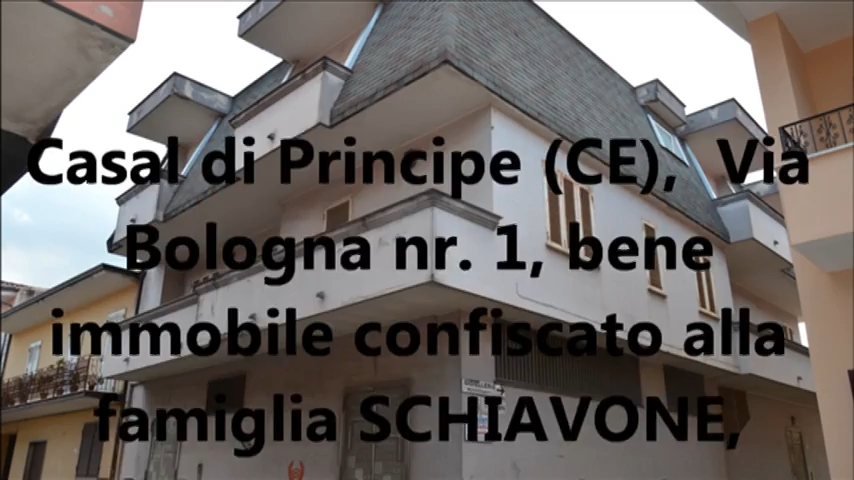 Casal di Principe (CE), Via
Bologna nr. 1, bene
immobile confiscato alla
famiglia SCHIAVONE,